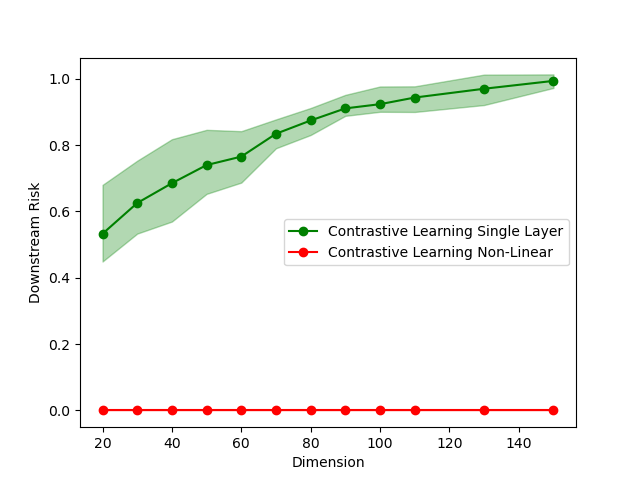 1.0
0.8
0.6
0.4
0.2
0.0
Downstream Risk
Contrastive Learning Single Layer
Contrastive Learning Non-Linear
20 40 60 80 100 120 140
Dimension